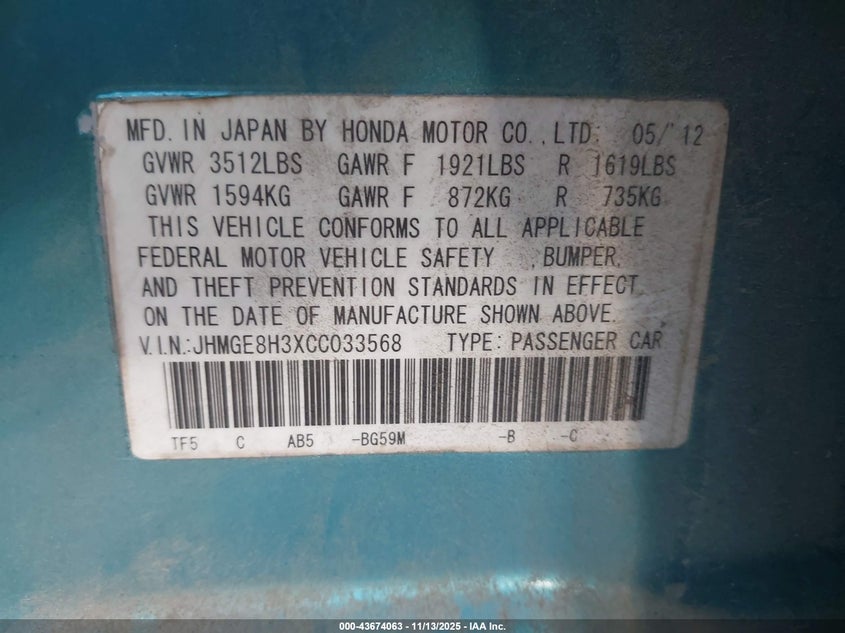 MFD. IN JAPAN BY HONDA MOTOR CO.,LTD. 05/'12
GVWR 3512LBS GAWR F 1921LBS R 1619LBS
GVWR 1594KG GAWR F 872KG R 735KG
THIS VEHICLE CONFORMS TO ALL APPLICABLE
FEDERAL MOTOR VEHICLE SAFETY ,BUMPER,
AND THEFT PREVENTION STANDARDS IN EFFECT
ON THE DATE OF MANUFACTURE SHOWN ABOVE.
V.I.N.:JHMGE8H3XCC033568 TYPE: PASSENGER CAR
TF5 C AB5 -BG59M -B -C
000-43674063 - 11/13/2025 - IAA Inc.